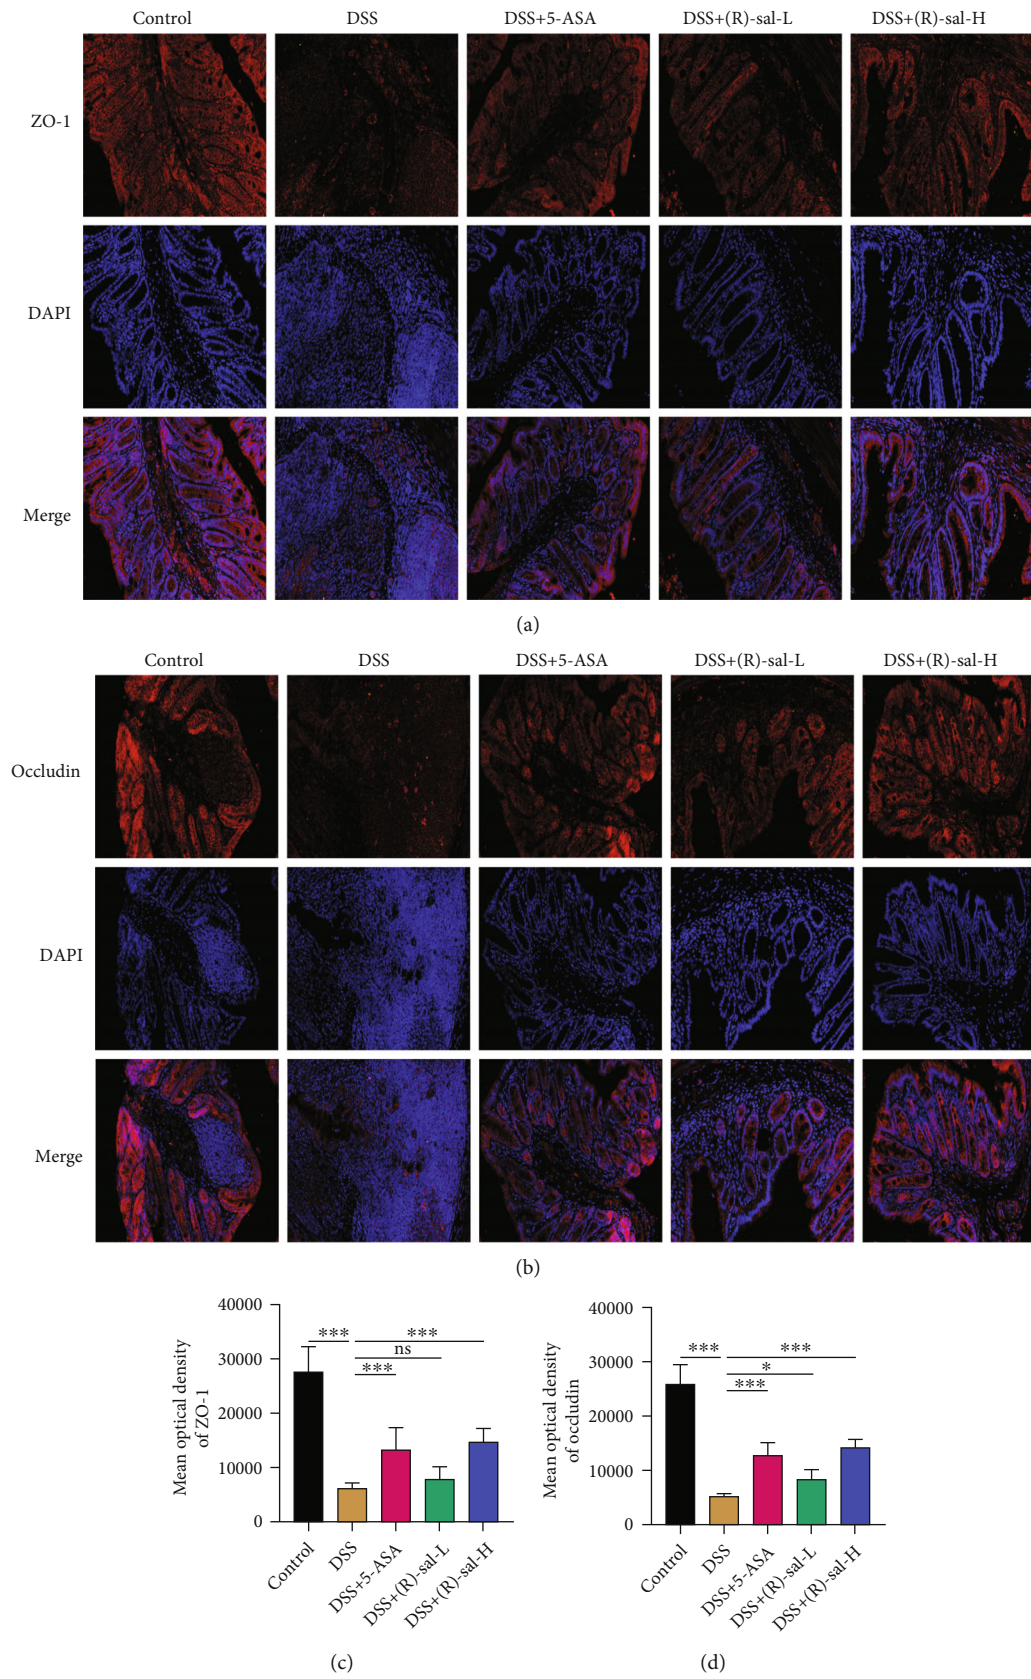 Control DSS DSS+5-ASA DSS+(R)-sal-L DSS+(R)-sal-H
ZO-1
DAPI
Merge
(a)
Control DSS DSS+5-ASA DSS+(R)-sal-L DSS+(R)-sal-H
Occludin
DAPI
Merge
(b)
Mean optical density
of ZO-1
40000
30000
20000
10000
0
*** ***
ns
***
Control
DSS
DSS+5-ASA
DSS+(R)-sal-L
DSS+(R)-sal-H
(c)
Mean optical density
of occludin
40000
30000
20000
10000
0
*** ***
*
***
Control
DSS
DSS+5-ASA
DSS+(R)-sal-L
DSS+(R)-sal-H
(d)